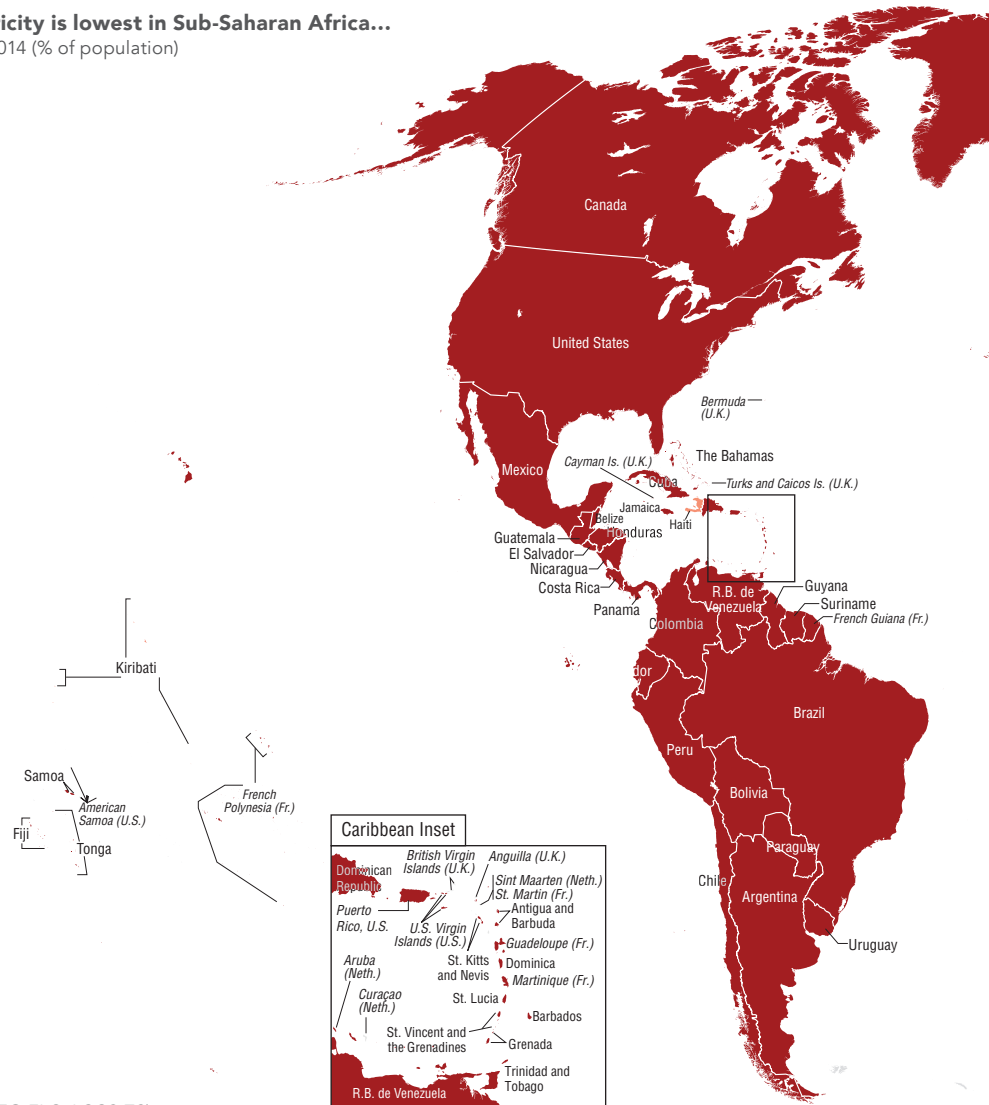 ricity is lowest in Sub-Saharan Africa...
014 (% of population)
Canada
United States
Bermuda
(U.K.)
The Bahamas
Cayman Is. (U.K.)
Mexico
Cuba
Turks and Caicos Is. (U.K.)
Jamaica
Belize
Haiti
Honduras
Guatemala
El Salvador
Nicaragua
Costa Rica
Panama
R.B. de
Venezuela
Guyana
Suriname
French Guiana (Fr.)
Colombia
Kiribati
dor
Brazil
Peru
Samoa
American
Samoa (U.S.)
French
Polynesia (Fr.)
Bolivia
Fiji
Tonga
Paraguay
Chile
Argentina
Uruguay
Caribbean Inset
Dominican
Republic
British Virgin
Islands (U.K.)
Anguilla (U.K.)
Sint Maarten (Neth.)
St. Martin (Fr.)
Puerto
Rico, U.S.
U.S. Virgin
Islands (U.S.)
Antigua and
Barbuda
St. Kitts
and Nevis
Guadeloupe (Fr.)
Dominica
Martinique (Fr.)
Aruba
(Neth.)
Curaçao
(Neth.)
St. Lucia
Barbados
St. Vincent and
the Grenadines
Grenada
Trinidad and
Tobago
R.B. de Venezuela